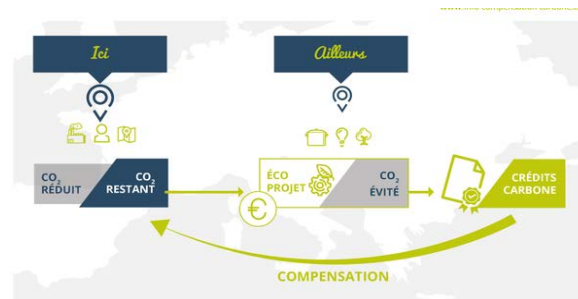 Ici
Ailleurs
CO₂
RÉDUIT
CO₂
RESTANT
ÉCO
PROJET
€
CO₂
ÉVITÉ
CRÉDITS
CARBONE
COMPENSATION